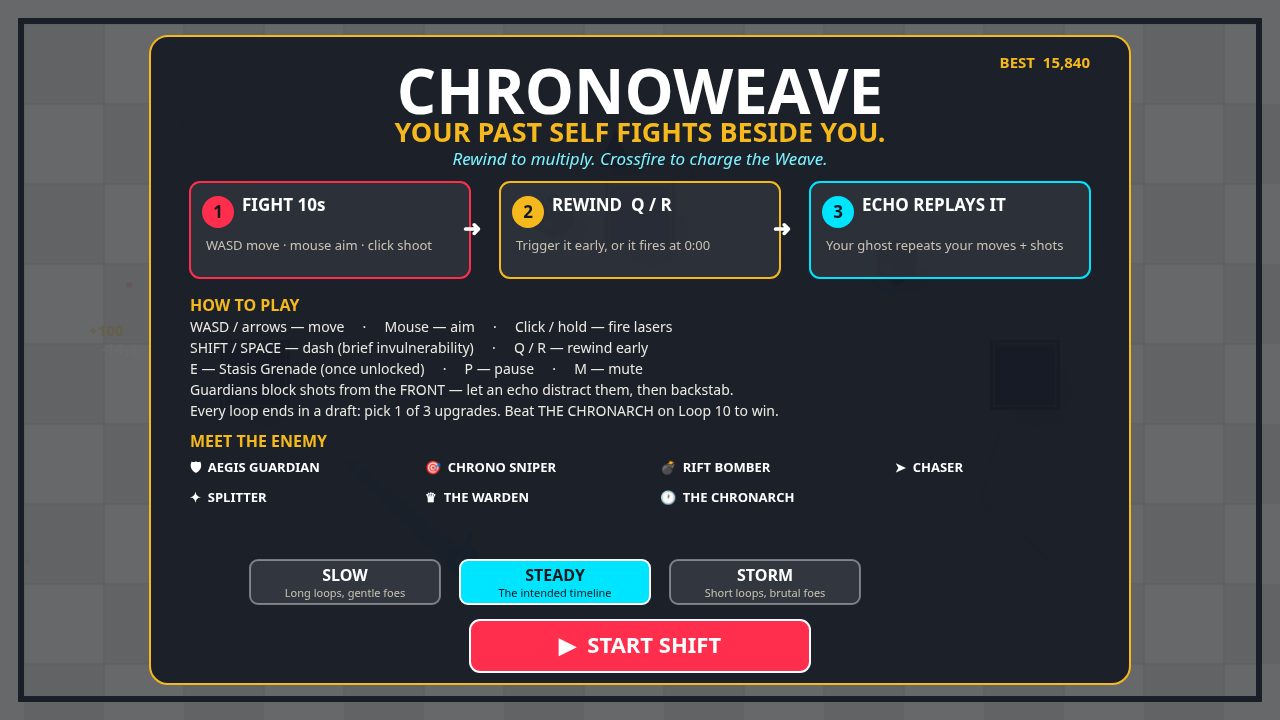 BEST 15,840
CHRONOWEAVE
YOUR PAST SELF FIGHTS BESIDE YOU.
Rewind to multiply. Crossfire to charge the Weave.
1 FIGHT 10s
WASD move · mouse aim · click shoot
➜
2 REWIND Q / R
Trigger it early, or it fires at 0:00
➜
3 ECHO REPLAYS IT
Your ghost repeats your moves + shots
+100
HOW TO PLAY
WASD / arrows — move · Mouse — aim · Click / hold — fire lasers
SHIFT / SPACE — dash (brief invulnerability) · Q / R — rewind early
E — Stasis Grenade (once unlocked) · P — pause · M — mute
Guardians block shots from the FRONT — let an echo distract them, then backstab.
Every loop ends in a draft: pick 1 of 3 upgrades. Beat THE CHRONARCH on Loop 10 to win.
MEET THE ENEMY
🛡 AEGIS GUARDIAN 🎯 CHRONO SNIPER 💣 RIFT BOMBER ➤ CHASER
✦ SPLITTER ♛ THE WARDEN 🕐 THE CHRONARCH
SLOW
Long loops, gentle foes
STEADY
The intended timeline
STORM
Short loops, brutal foes
▶ START SHIFT